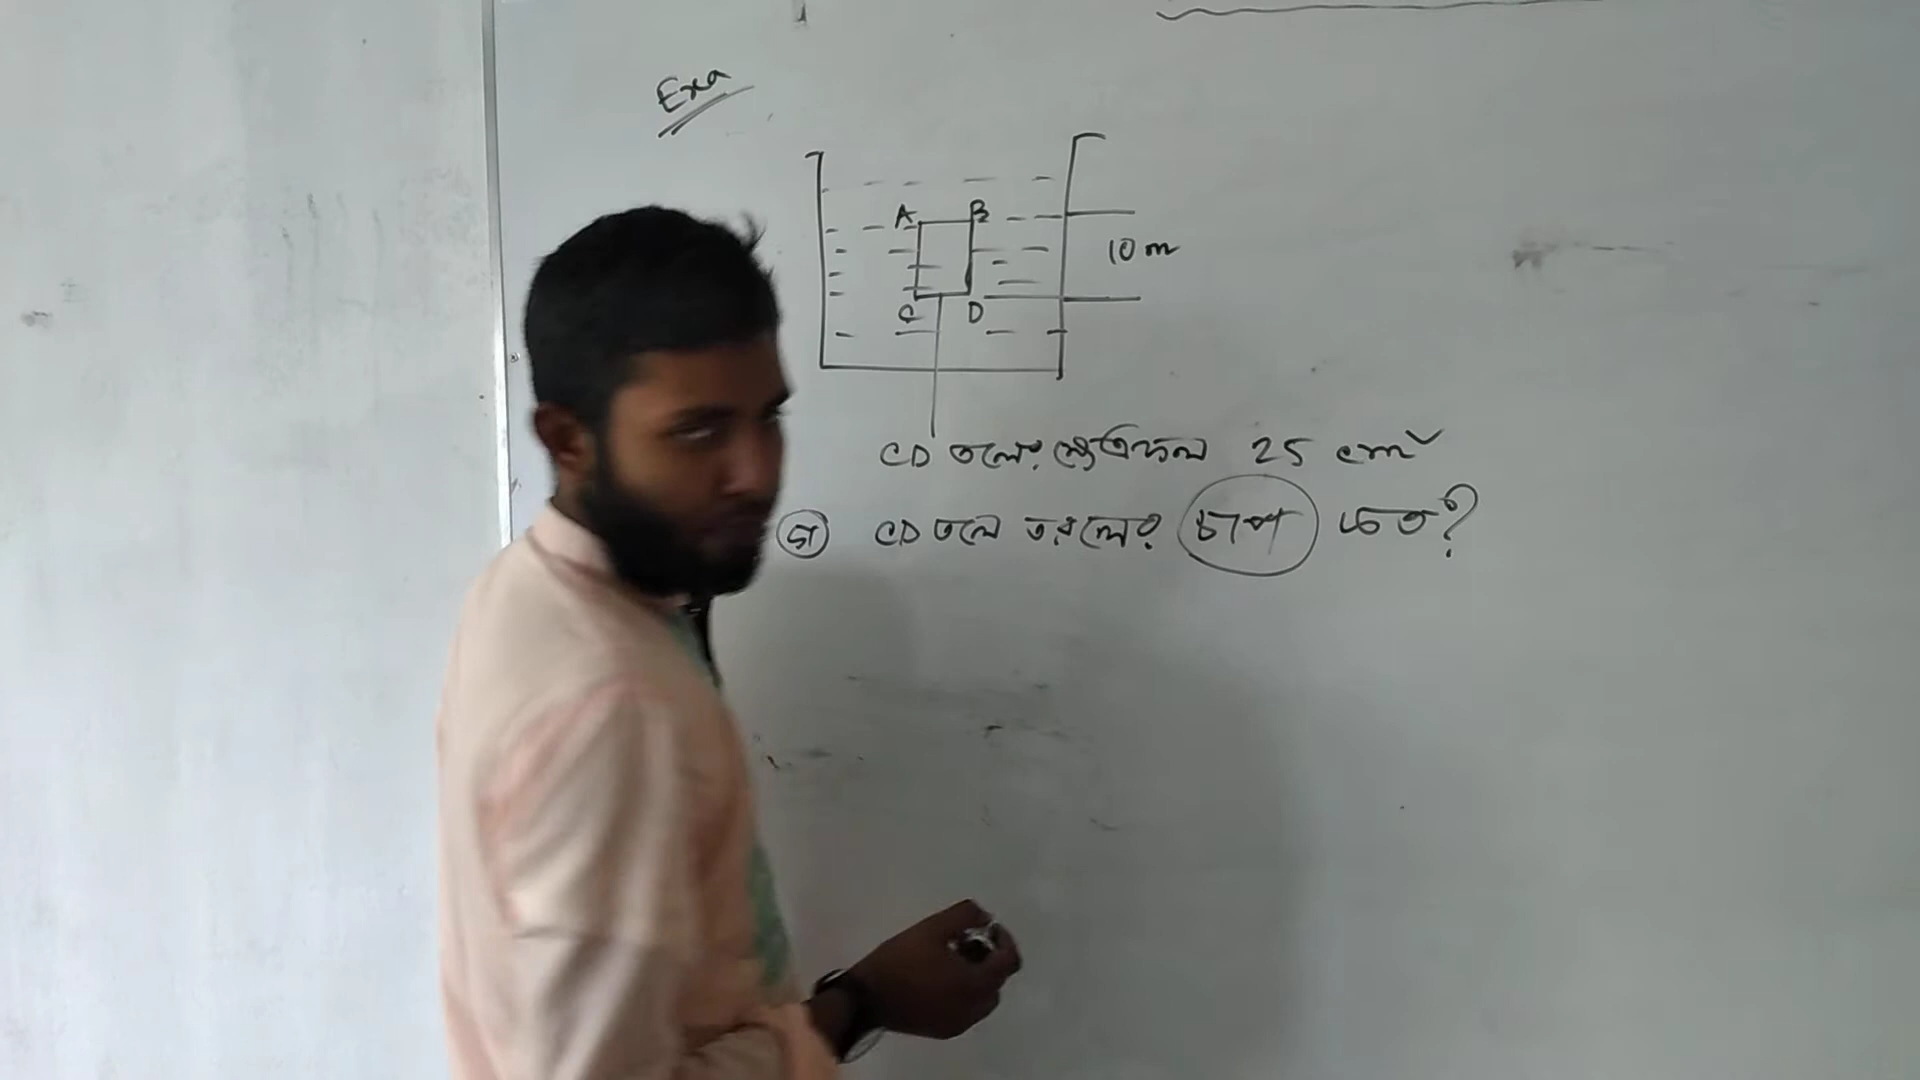 Exa
A B
10 m
C D
CD তলের ক্ষেত্রফল 25 cm²
গ CD তলে তরলের চাপ কত?